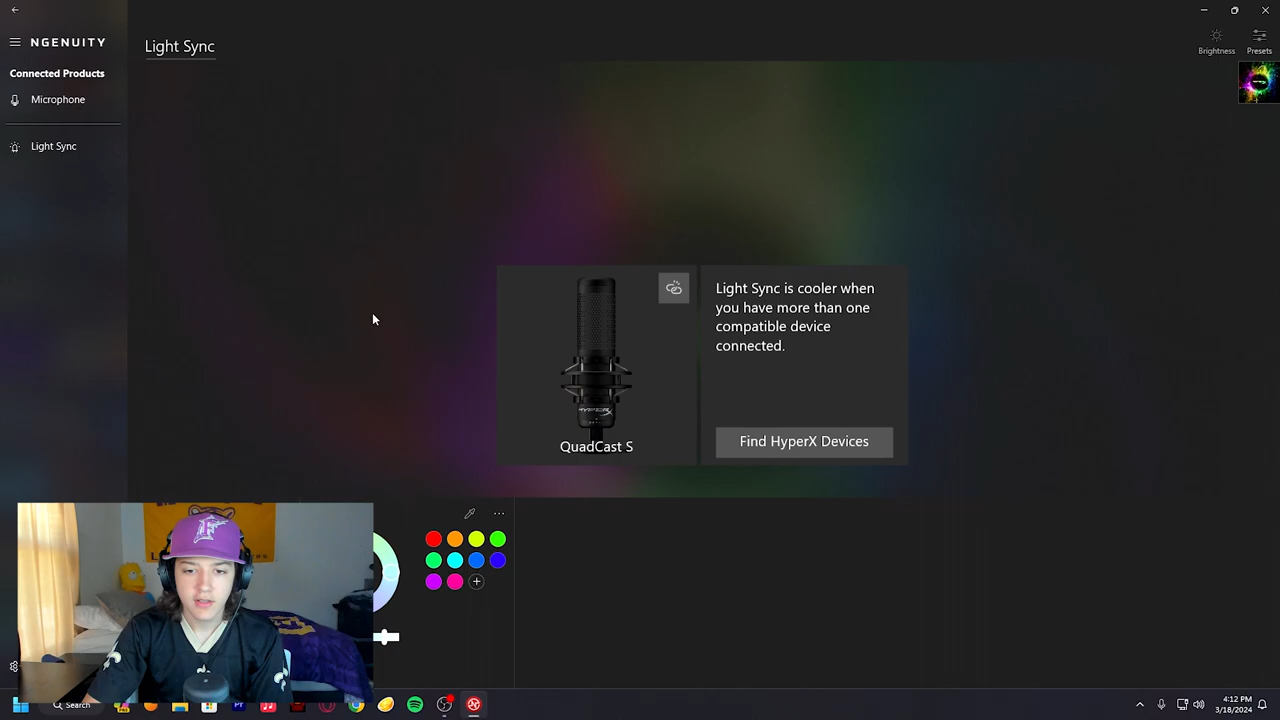 NGENUITY
Light Sync
Brightness
Presets
Connected Products
Microphone
Light Sync
Light Sync is cooler when
you have more than one
compatible device
connected.
HYPERX
QuadCast S
Find HyperX Devices
Search
4:12 PM
3/18/2024